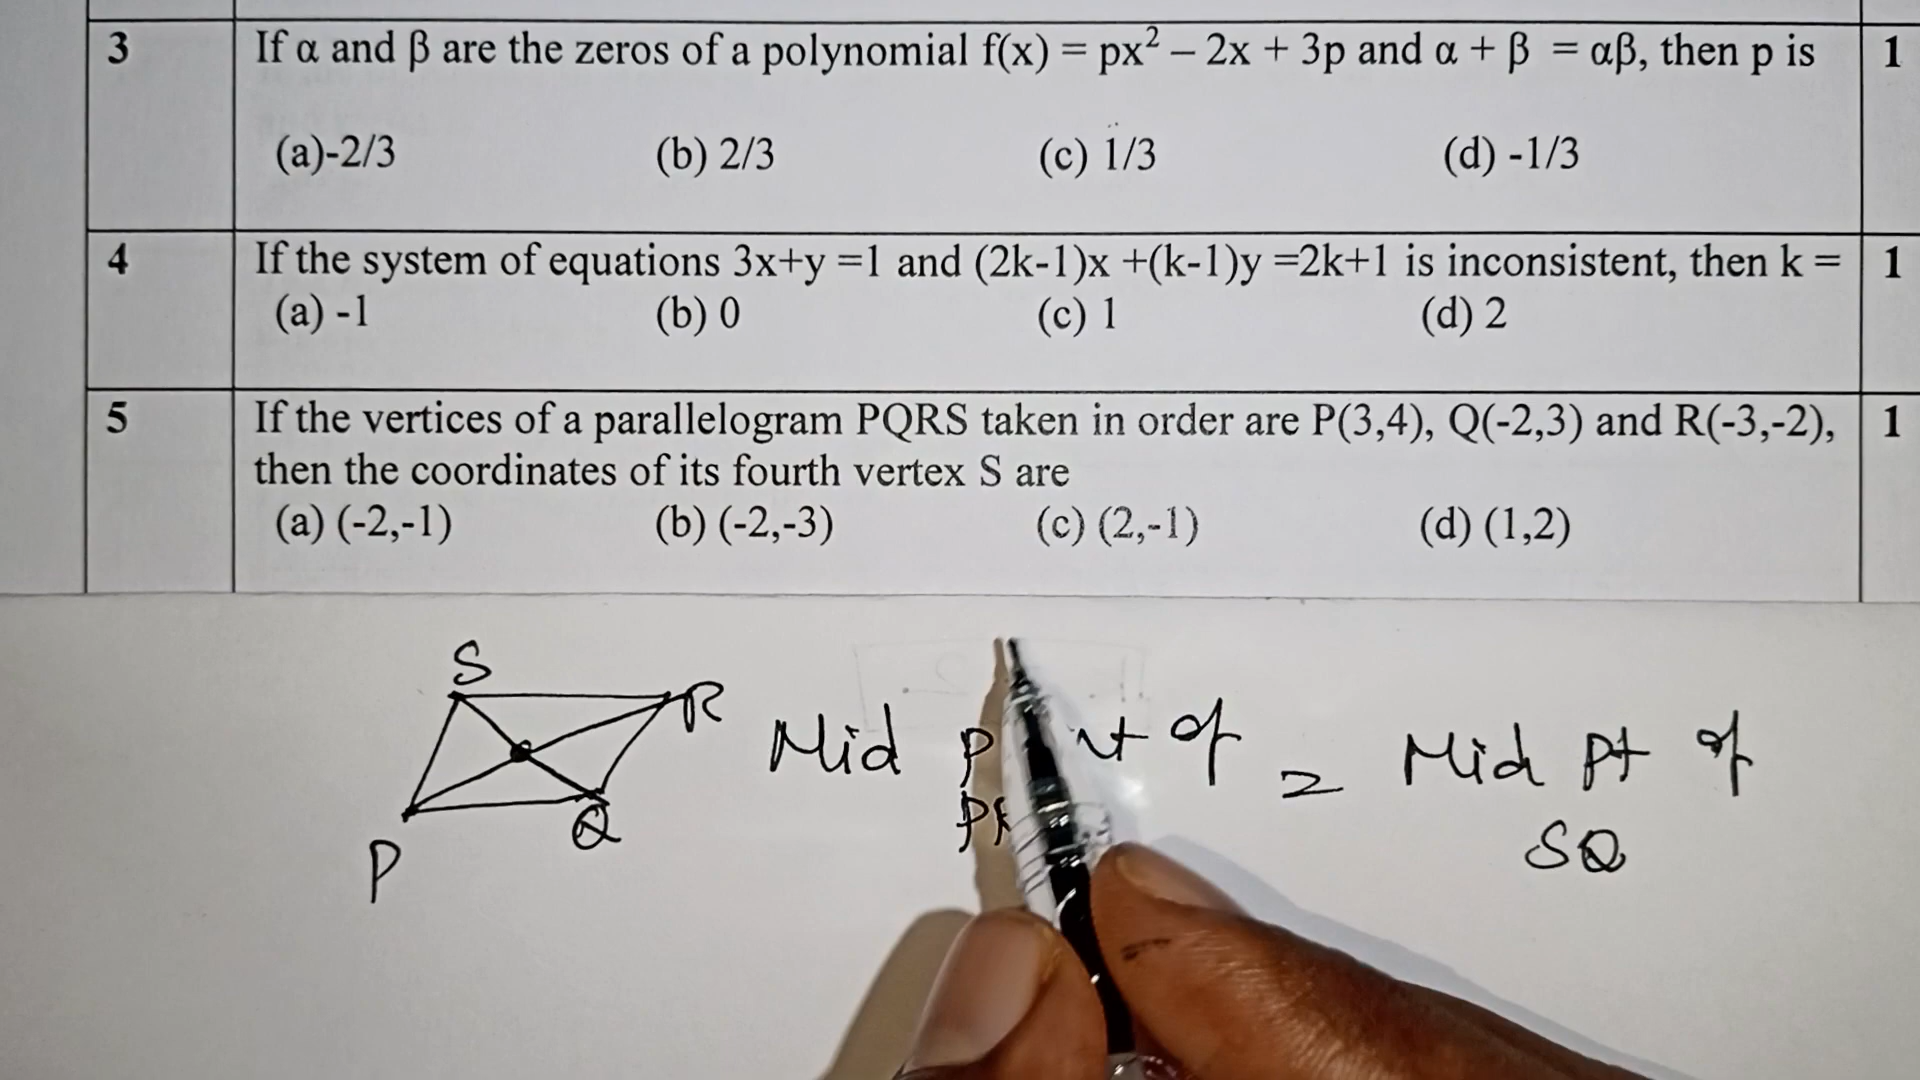 3 If α and β are the zeros of a polynomial f(x) = px² – 2x + 3p and α + β = αβ, then p is 1
(a)-2/3 (b) 2/3 (c) 1/3 (d) -1/3
4 If the system of equations 3x+y =1 and (2k-1)x +(k-1)y =2k+1 is inconsistent, then k = 1
(a) -1 (b) 0 (c) 1 (d) 2
5 If the vertices of a parallelogram PQRS taken in order are P(3,4), Q(-2,3) and R(-3,-2), 1
then the coordinates of its fourth vertex S are
(a) (-2,-1) (b) (-2,-3) (c) (2,-1) (d) (1,2)
S
R
Mid of = Mid pt of
Q SQ
P